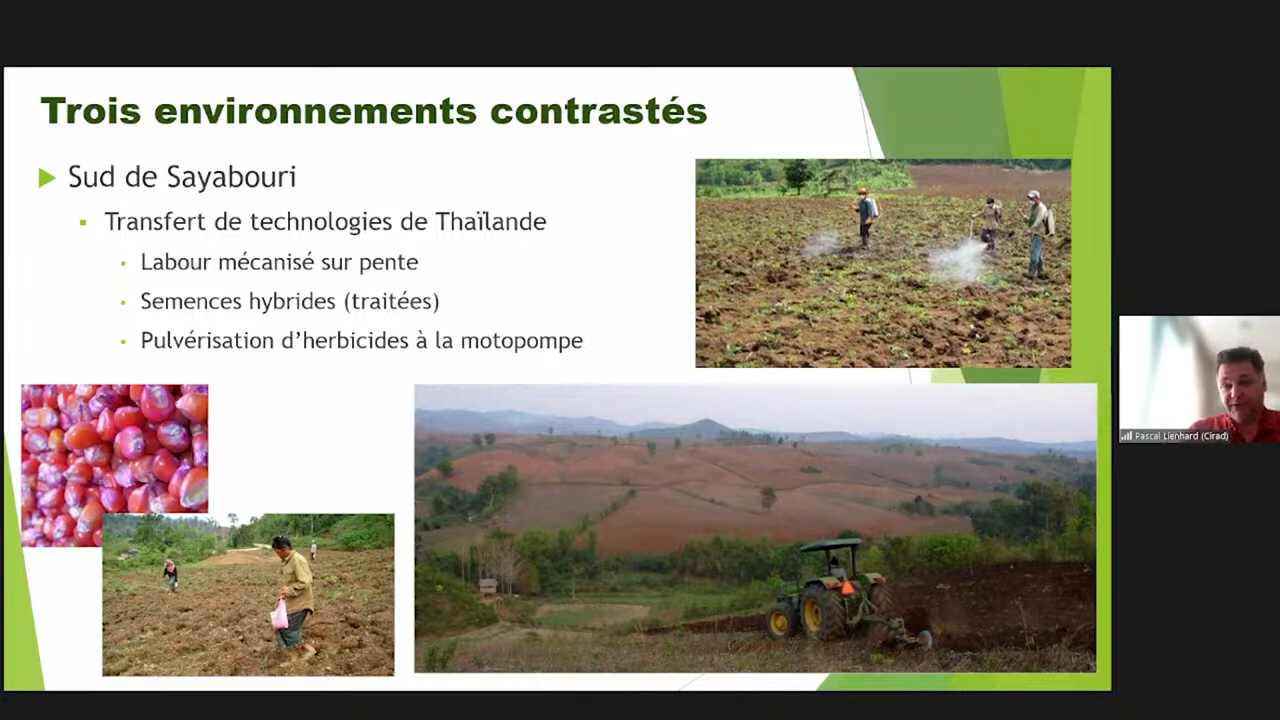 Trois environnements contrastés
Sud de Sayabouri
Transfert de technologies de Thaïlande
Labour mécanisé sur pente
Semences hybrides (traitées)
Pulvérisation d’herbicides à la motopompe
Pascal Lienhard (Cirad)